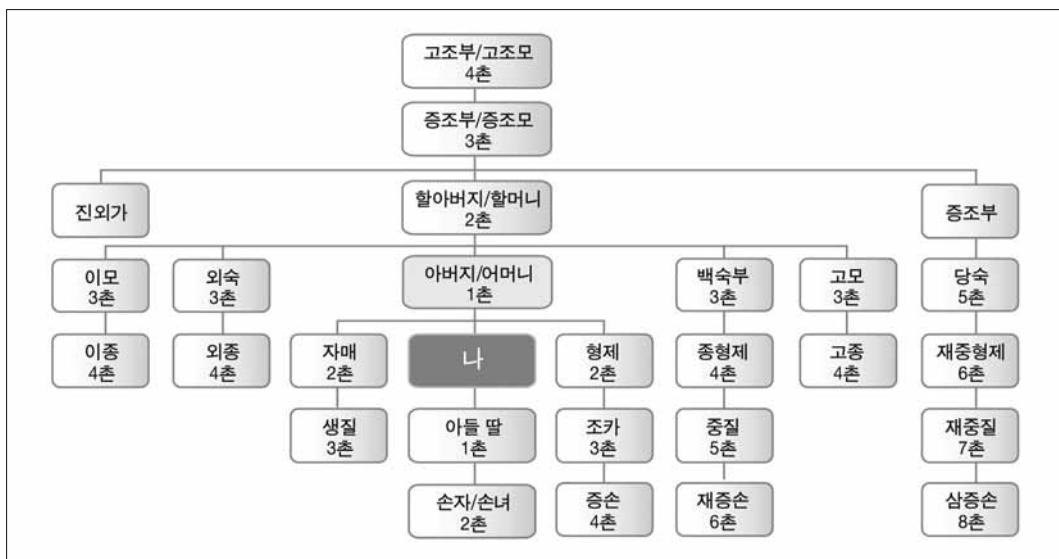 고조부/고조모
4촌
증조부/증조모
3촌
진외가
할아버지/할머니
2촌
증조부
이모
3촌
외숙
3촌
아버지/어머니
1촌
백숙부
3촌
고모
3촌
당숙
5촌
이종
4촌
외종
4촌
자매
2촌
나
형제
2촌
종형제
4촌
고종
4촌
재중형제
6촌
생질
3촌
아들 딸
1촌
조카
3촌
중질
5촌
재중질
7촌
손자/손녀
2촌
증손
4촌
재증손
6촌
삼증손
8촌